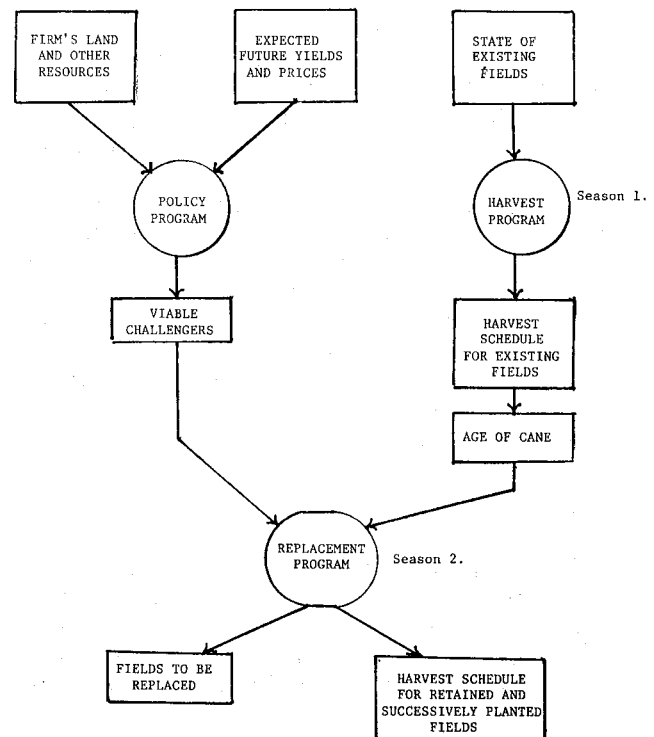 FIRM'S LAND
AND OTHER
RESOURCES
EXPECTED
FUTURE YIELDS
AND PRICES
STATE OF
EXISTING
FIELDS
POLICY
PROGRAM
HARVEST
PROGRAM
Season 1.
VIABLE
CHALLENGERS
HARVEST
SCHEDULE
FOR EXISTING
FIELDS
AGE OF CANE
REPLACEMENT
PROGRAM
Season 2.
FIELDS TO BE
REPLACED
HARVEST SCHEDULE
FOR RETAINED AND
SUCCESSIVELY PLANTED
FIELDS